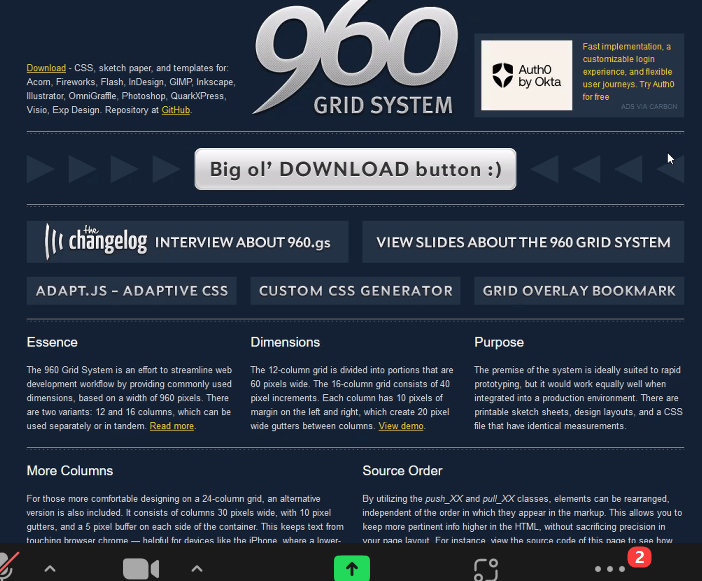 960
GRID SYSTEM
Download - CSS, sketch paper, and templates for:
Acorn, Fireworks, Flash, InDesign, GIMP, Inkscape,
Illustrator, OmniGraffle, Photoshop, QuarkXPress,
Visio, Exp Design. Repository at GitHub.
Auth0
by Okta
Fast implementation, a
customizable login
experience, and flexible
user journeys. Try Auth0
for free
ADS VIA CARBON
Big ol’ DOWNLOAD button :)
the changelog INTERVIEW ABOUT 960.gs
VIEW SLIDES ABOUT THE 960 GRID SYSTEM
ADAPT.JS – ADAPTIVE CSS
CUSTOM CSS GENERATOR
GRID OVERLAY BOOKMARK
Essence
The 960 Grid System is an effort to streamline web
development workflow by providing commonly used
dimensions, based on a width of 960 pixels. There
are two variants: 12 and 16 columns, which can be
used separately or in tandem. Read more.
Dimensions
The 12-column grid is divided into portions that are
60 pixels wide. The 16-column grid consists of 40
pixel increments. Each column has 10 pixels of
margin on the left and right, which create 20 pixel
wide gutters between columns. View demo.
Purpose
The premise of the system is ideally suited to rapid
prototyping, but it would work equally well when
integrated into a production environment. There are
printable sketch sheets, design layouts, and a CSS
file that have identical measurements.
More Columns
For those more comfortable designing on a 24-column grid, an alternative
version is also included. It consists of columns 30 pixels wide, with 10 pixel
gutters, and a 5 pixel buffer on each side of the container. This keeps text from
touching browser chrome — helpful for devices like the iPhone, where a lower-
Source Order
By utilizing the push_XX and pull_XX classes, elements can be rearranged,
independent of the order in which they appear in the markup. This allows you to
keep more pertinent info higher in the HTML, without sacrificing precision in
your page layout. For instance, view the source code of this page to see how
2